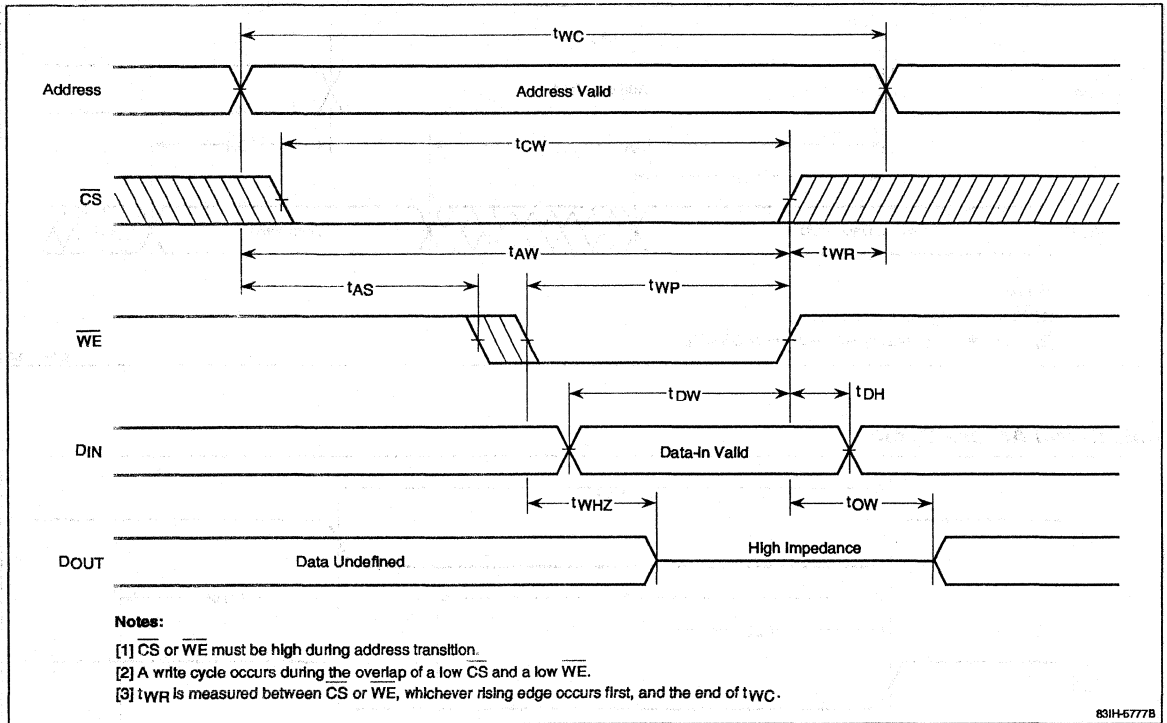 tWC
Address
Address Valid
tCW
CS
tAW
tWR
tAS
tWP
WE
tDW
tDH
DIN
Data-In Valid
tWHZ
tOW
DOUT
Data Undefined
High Impedance
Notes:
[1] CS or WE must be high during address transition.
[2] A write cycle occurs during the overlap of a low CS and a low WE.
[3] tWR is measured between CS or WE, whichever rising edge occurs first, and the end of tWC.
83IH-5777B